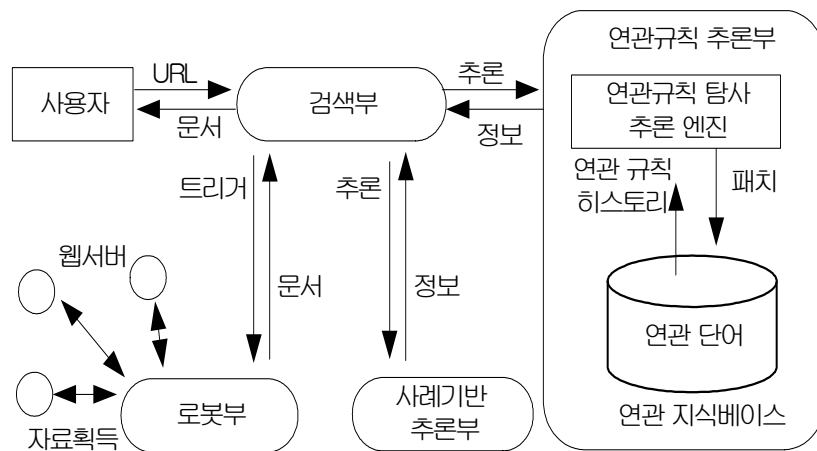 연관규칙 추론부
URL
추론
사용자
검색부
문서
정보
연관규칙 탐사
추론 엔진
연관 규칙
히스토리
패치
트리거
추론
웹서버
문서
정보
연관 단어
로봇부
사례기반
추론부
연관 지식베이스
자료획득